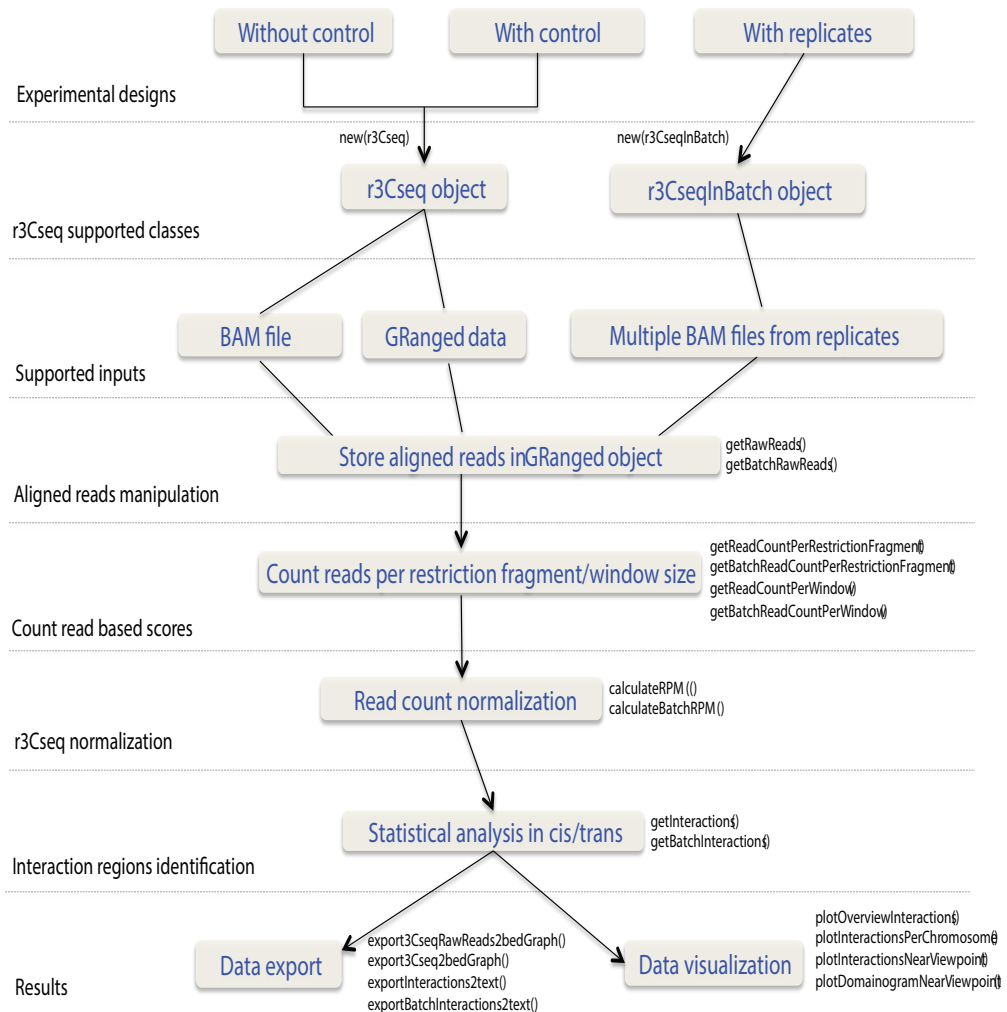 Without control
With control
With replicates
Experimental designs
new(r3Cseq)
new(r3CseqInBatch)
r3Cseq object
r3CseqInBatch object
r3Cseq supported classes
BAM file
GRanged data
Multiple BAM files from replicates
Supported inputs
Store aligned reads inGRanged object
getRawReads()
getBatchRawReads()
Aligned reads manipulation
Count reads per restriction fragment/window size
getReadCountPerRestrictionFragment()
getBatchReadCountPerRestrictionFragment()
getReadCountPerWindow()
getBatchReadCountPerWindow()
Count read based scores
Read count normalization
calculateRPM (()
calculateBatchRPM ()
r3Cseq normalization
Statistical analysis in cis/trans
getInteractions()
getBatchInteractions()
Interaction regions identification
Data export
export3CseqRawReads2bedGraph()
export3Cseq2bedGraph()
exportInteractions2text()
exportBatchInteractions2text()
Data visualization
plotOverviewInteractions()
plotInteractionsPerChromosome()
plotInteractionsNearViewpoint()
plotDomainogramNearViewpoint()
Results